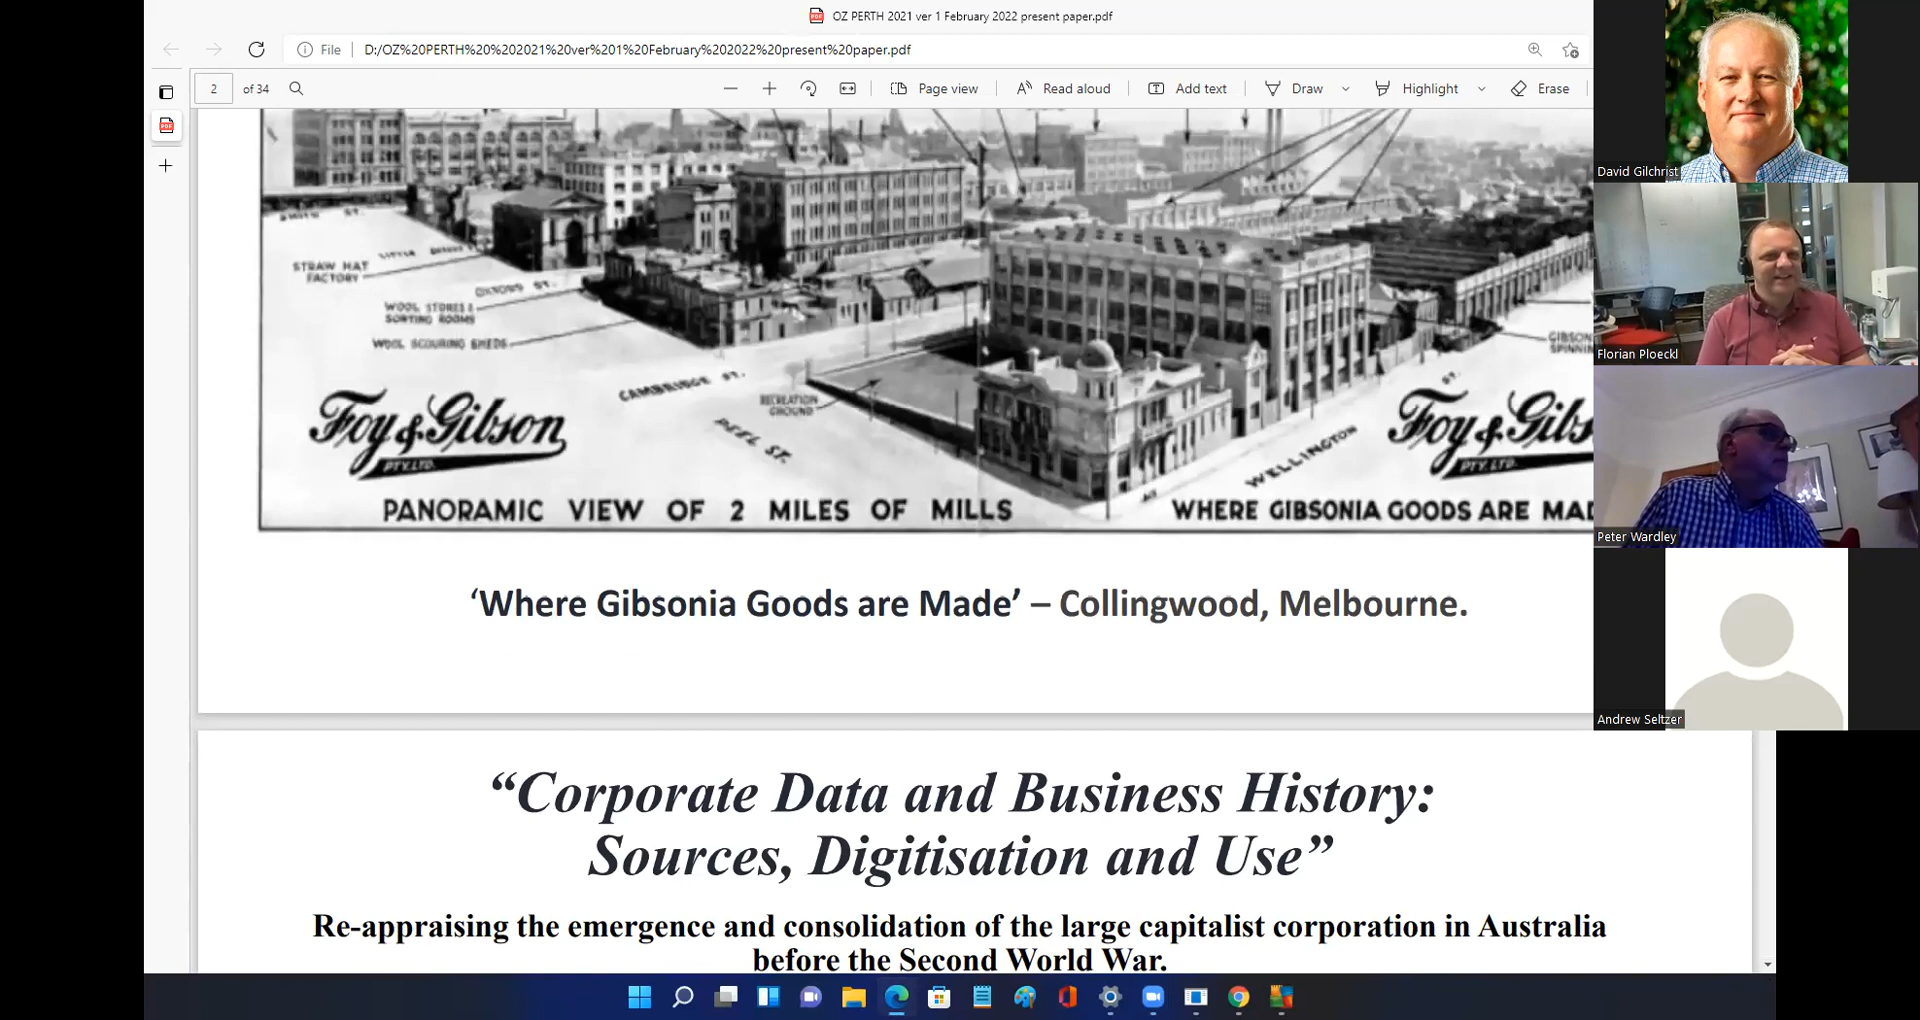 OZ PERTH 2021 ver 1 February 2022 present paper.pdf
File
D:/OZ%20PERTH%20%202021%20ver%201%20February%202022%20present%20paper.pdf
2 of 34
Page view
Read aloud
Add text
Draw
Highlight
Erase
STRAW HAT
FACTORY
OXFORD ST.
WOOL STORES &
SORTING ROOMS
WOOL SCOURING SHEDS
CAMBRIDGE ST.
PEEL ST.
RECREATION
GROUND
WELLINGTON
ST.
Foy & Gibson
PTY. LTD.
Foy & Gibs
PTY. LTD.
PANORAMIC VIEW OF 2 MILES OF MILLS
WHERE GIBSONIA GOODS ARE MAD
‘Where Gibsonia Goods are Made’ – Collingwood, Melbourne.
“Corporate Data and Business History:
Sources, Digitisation and Use”
Re-appraising the emergence and consolidation of the large capitalist corporation in Australia
before the Second World War.
David Gilchrist
Florian Ploeckl
Peter Wardley
Andrew Seltzer